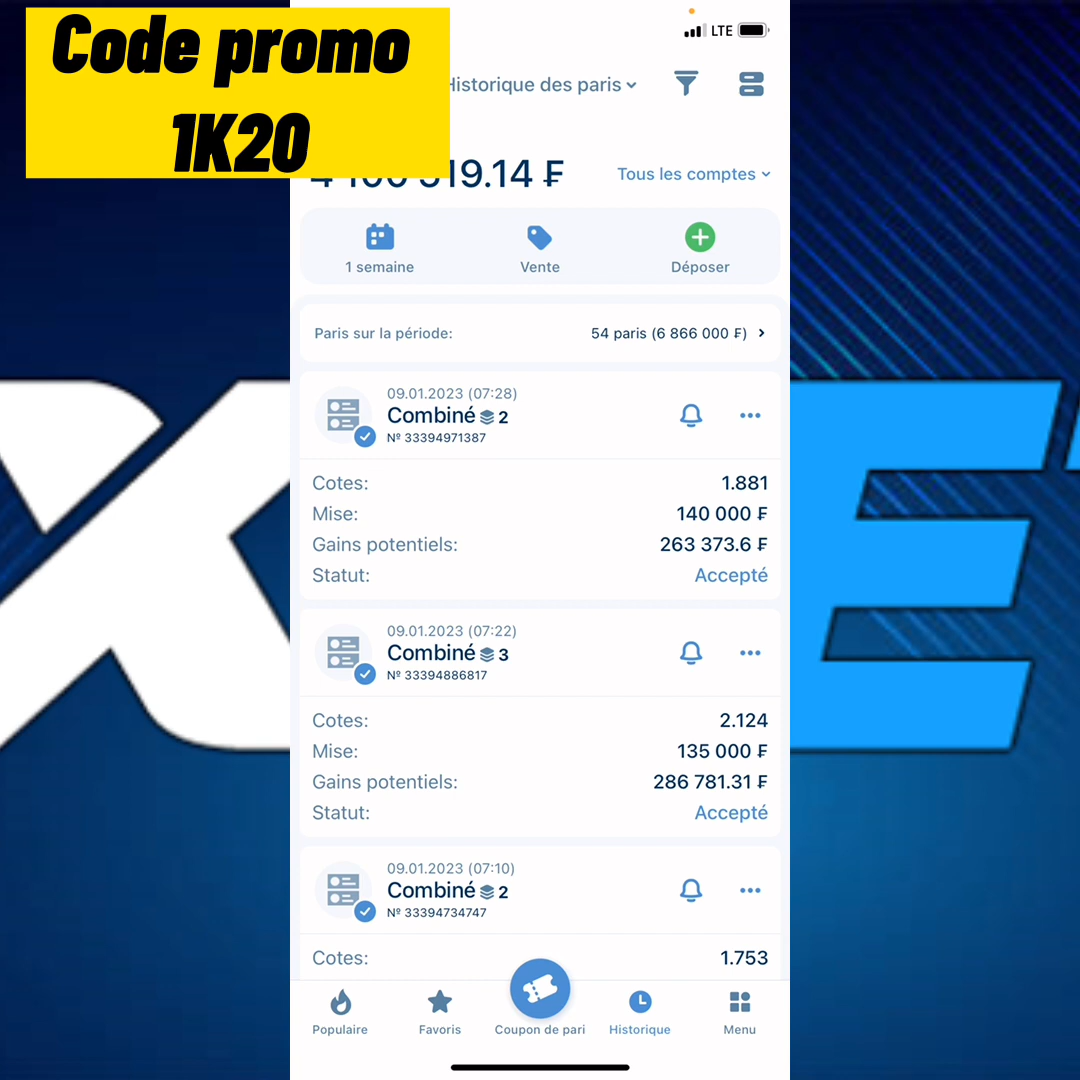 Code promo
1K20
LTE
Historique des paris
19.14 ₣
Tous les comptes
1 semaine
Vente
Déposer
Paris sur la période:
54 paris (6 866 000 ₣)
09.01.2023 (07:28)
Combiné 2
Nº 33394971387
Cotes:
1.881
Mise:
140 000 ₣
Gains potentiels:
263 373.6 ₣
Statut:
Accepté
09.01.2023 (07:22)
Combiné 3
Nº 33394886817
Cotes:
2.124
Mise:
135 000 ₣
Gains potentiels:
286 781.31 ₣
Statut:
Accepté
09.01.2023 (07:10)
Combiné 2
Nº 33394734747
Cotes:
1.753
Populaire
Favoris
Coupon de pari
Historique
Menu